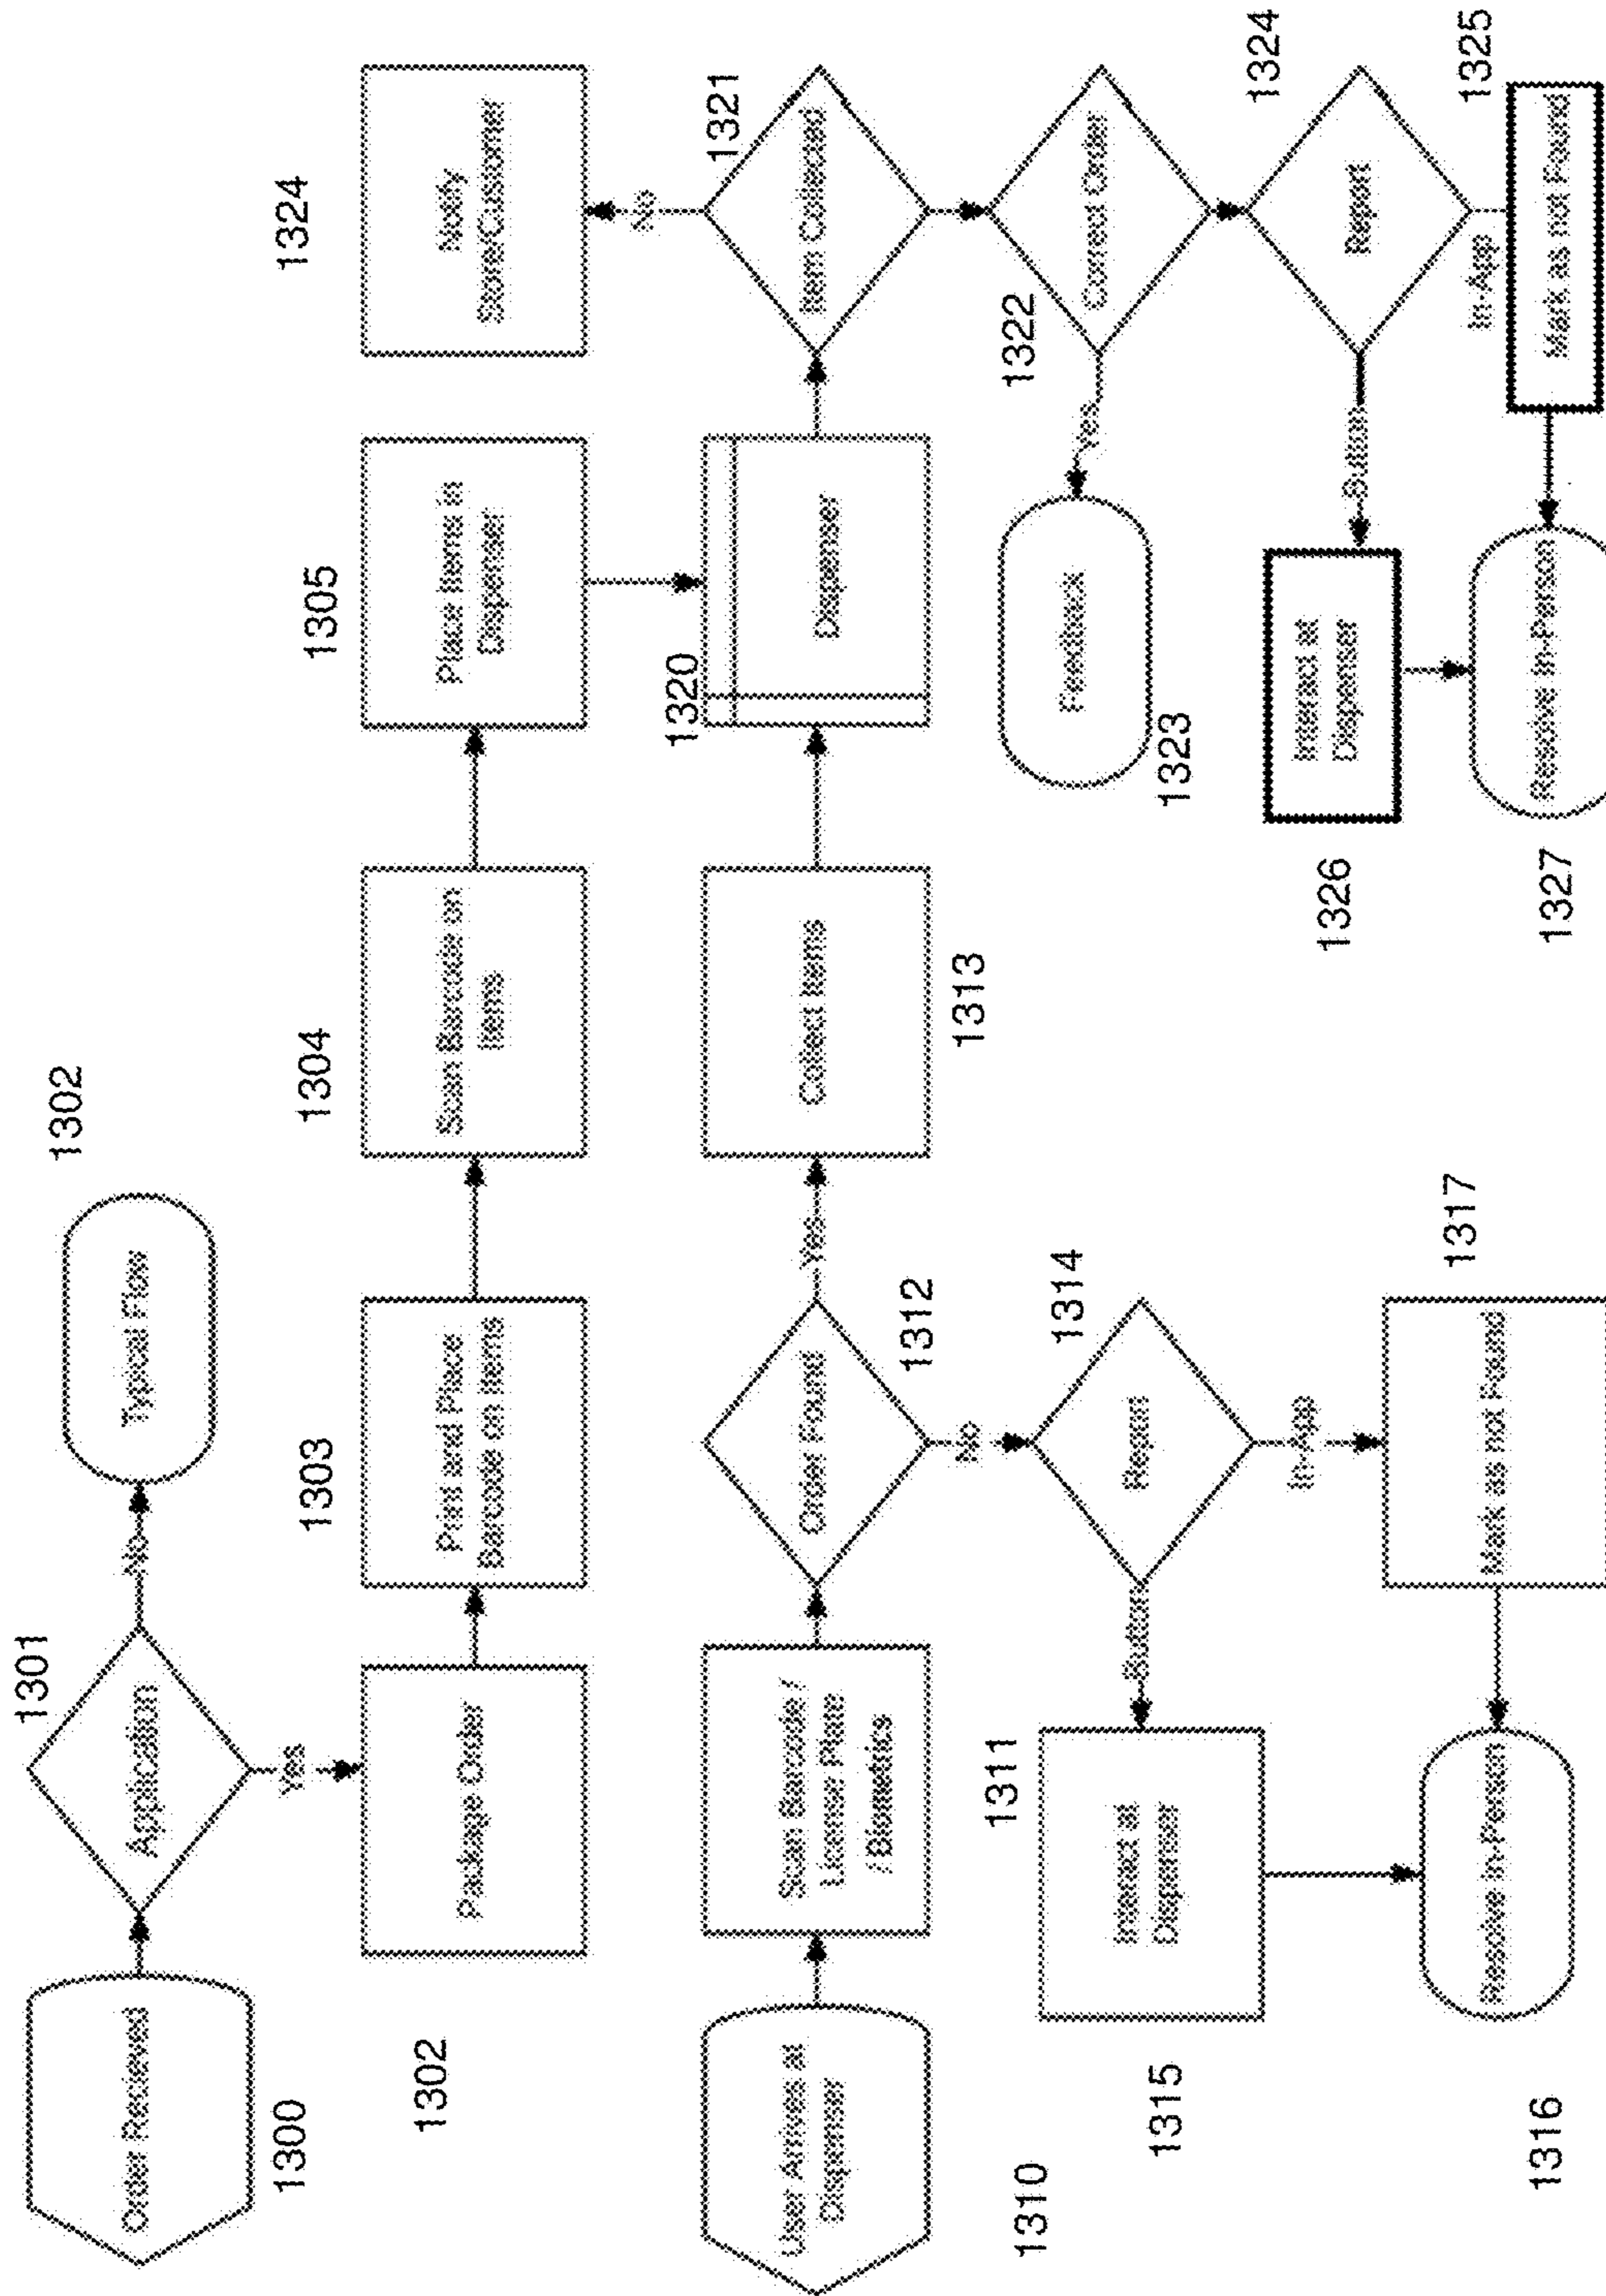 Order Recieved
1300
Application
1301
No
Typical Flow
1302
Yes
Package Order
1302
Print and Place
Barcode on Items
1303
Scan Barcode on
Items
1304
Place Items in
Dispenser
1305
Notify
Store/Customer
1324
User Arrives at
Dispenser
1310
Scan Barcode /
License Plate
/ Biometrics
1311
Order Found
1312
Yes
Collect Items
1313
Dispenser
1320
Item Collected
1321
No
No
Report
1314
Button
Interact at
Dispenser
1315
In-App
Mark as not Found
1317
Resolve In-Person
1316
Correct Order
1322
Yes
Feedback
1323
Report
1324
Button
Interact at
Dispenser
1326
In-App
Mark as not Found
1325
Resolve In-Person
1327